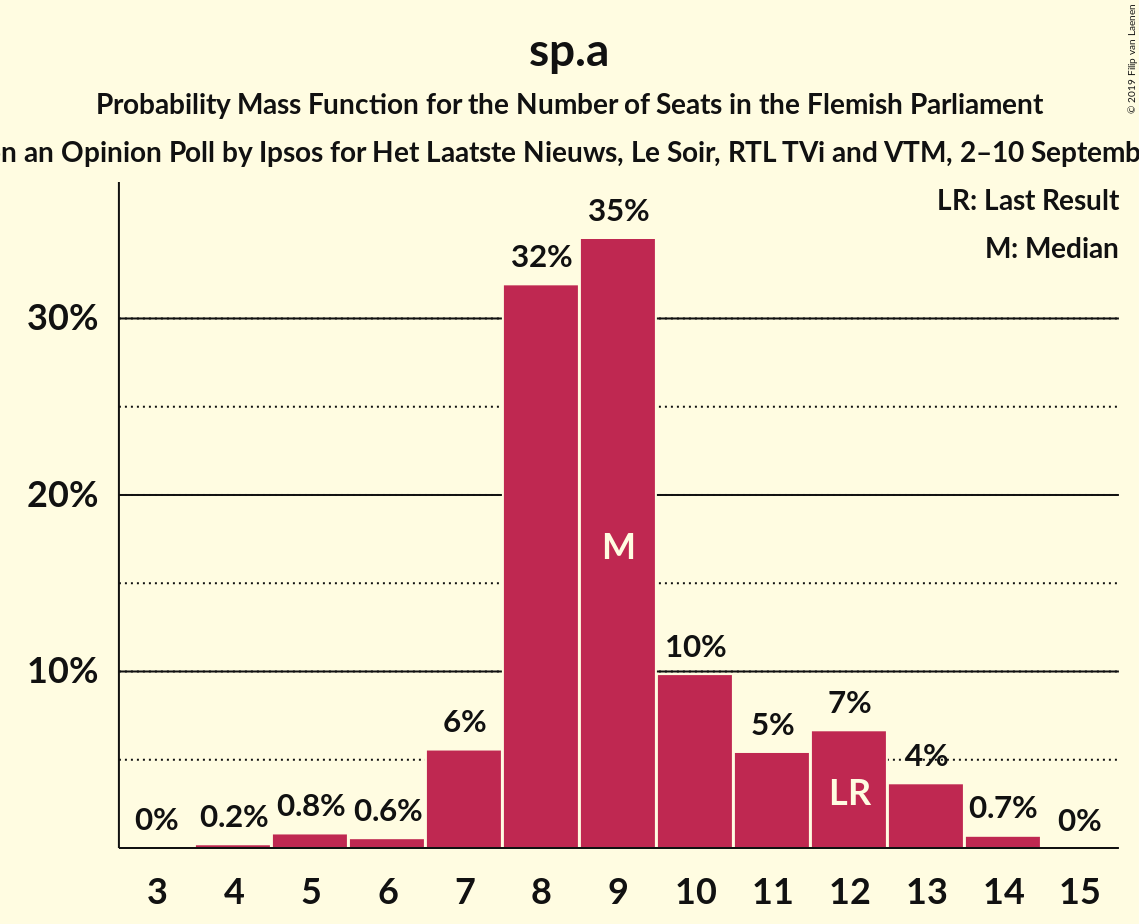 sp.a
Probability Mass Function for the Number of Seats in the Flemish Parliament
n an Opinion Poll by Ipsos for Het Laatste Nieuws, Le Soir, RTL TVi and VTM, 2–10 Septemb
© 2019 Filip van Laenen
LR: Last Result
M: Median
30%
20%
10%
0%
0.2%
0.8%
0.6%
6%
32%
35%
10%
5%
7%
4%
0.7%
0%
M
LR
3 4 5 6 7 8 9 10 11 12 13 14 15